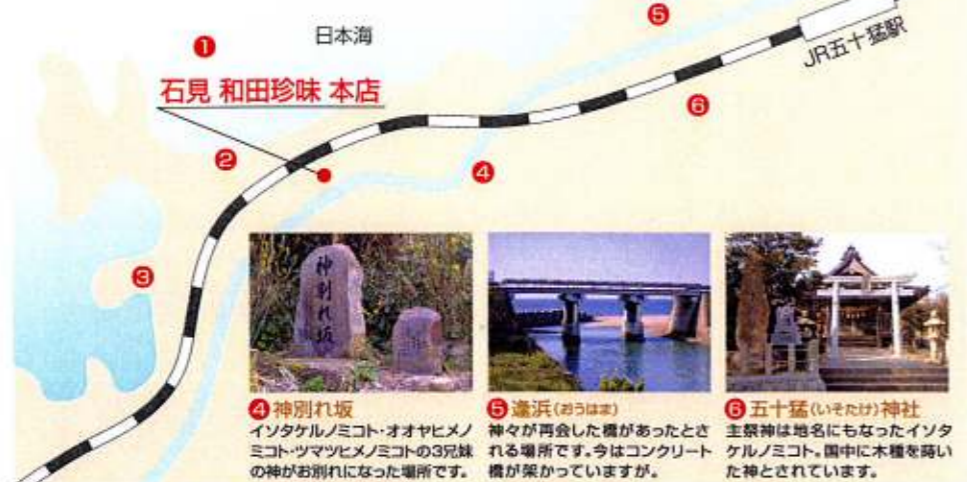 ❺
日本海
❶
JR五十猛駅
石見 和田珍味 本店
❻
❷
❹
❸
神別れ坂
❹神別れ坂
イソタケルノミコト・オオヤヒメノ
ミコト・ツマツヒメノミコトの3兄妹
の神がお別れになった場所です。
❺逢浜(おうはま)
神々が再会した橋があったとさ
れる場所です。今はコンクリート
橋が架かっていますが。
❻五十猛(いそたけ)神社
主祭神は地名にもなったイソタ
ケルノミコト。国中に木種を蒔い
た神とされています。